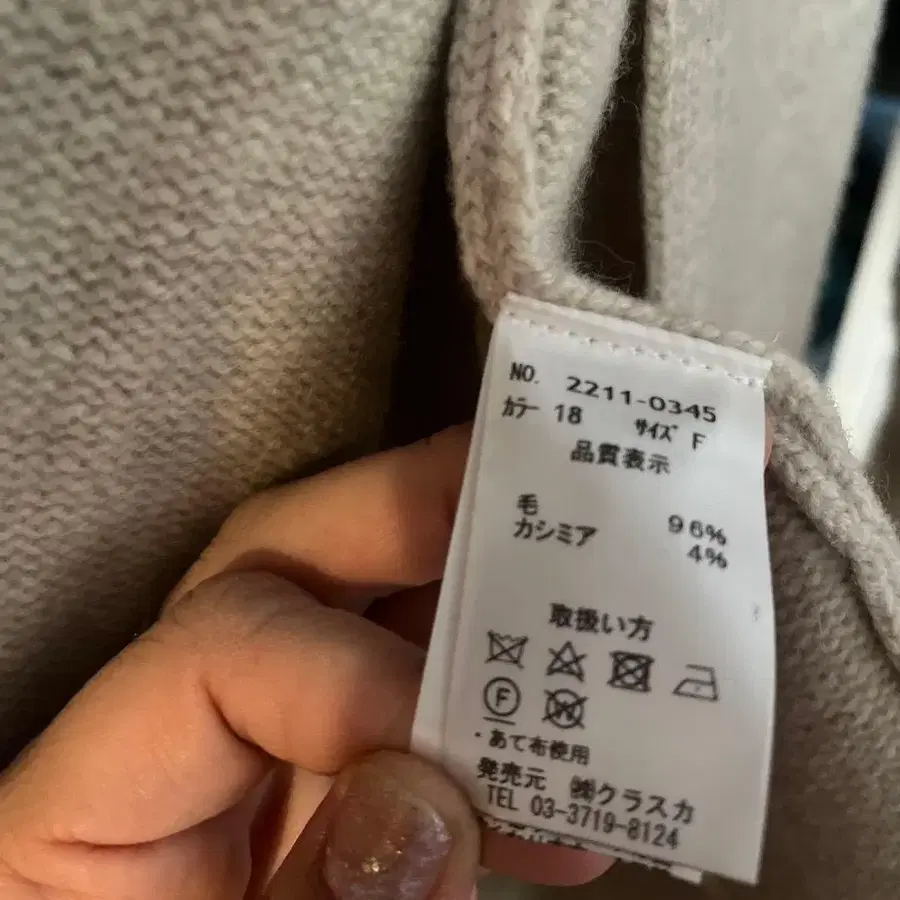 NO. 2211-0345
カラー 18 サイズ F
品質表示
毛 96%
カシミア 4%
取扱い方
F
W
・あて布使用
発売元 ㈱クラスカ
TEL 03-3719-8124